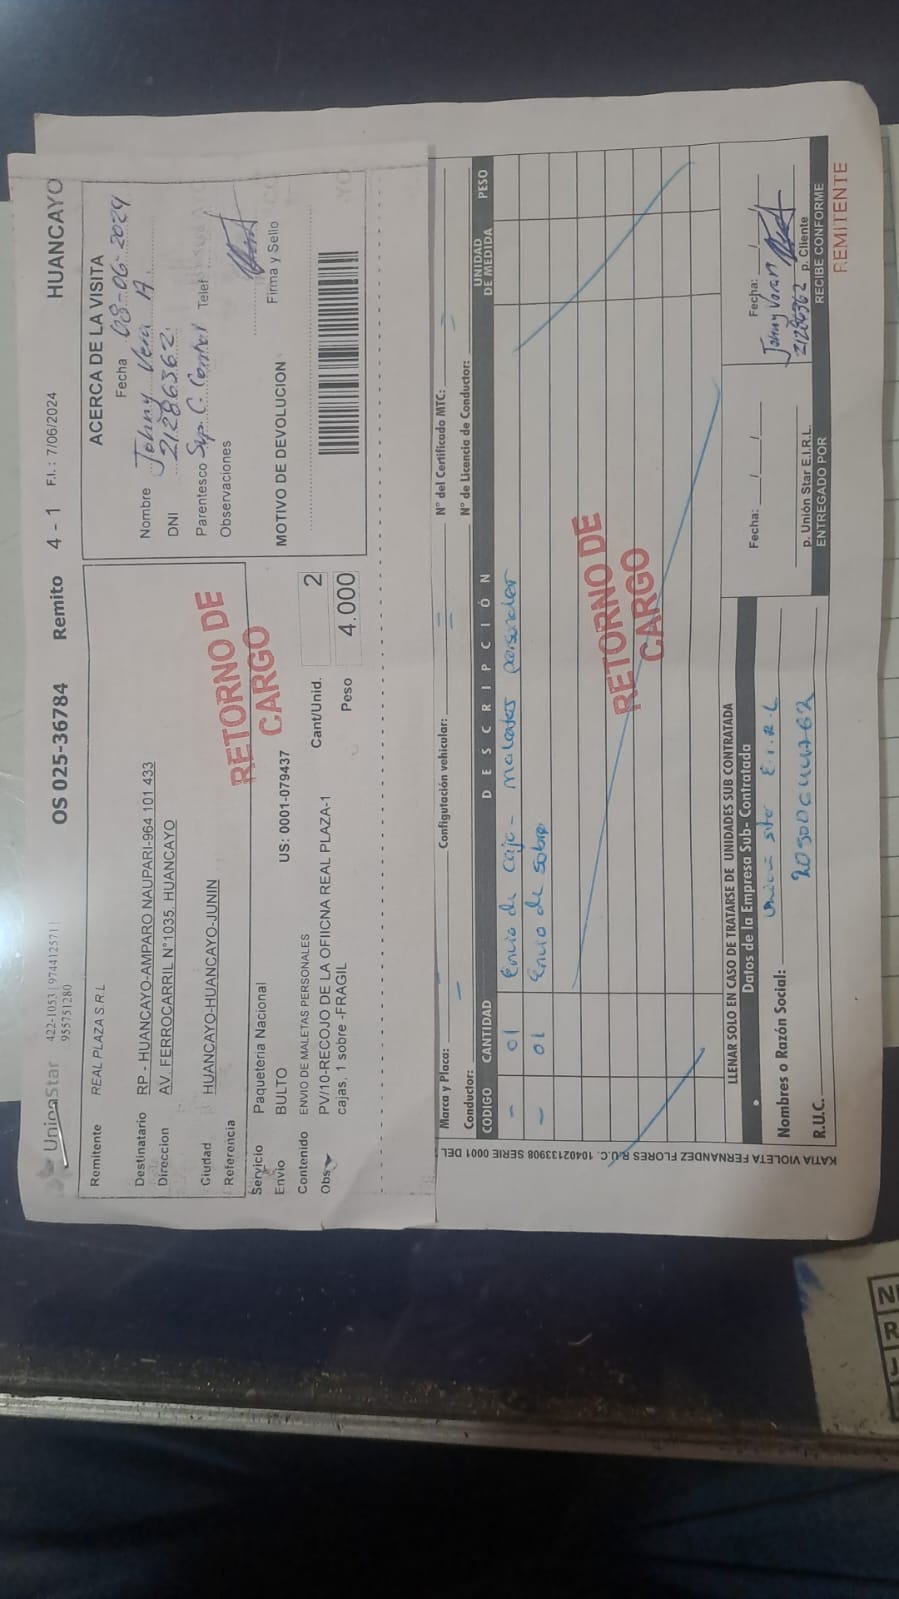 UnionStar 422-1053 | 974412571 |
955751280
OS 025-36784 Remito 4 - 1 F.I.: 7/06/2024 HUANCAYO
Remitente REAL PLAZA S.R.L
Destinatario RP - HUANCAYO-AMPARO NAUPARI-964 101 433
Direccion AV. FERROCARRIL N°1035. HUANCAYO
Ciudad HUANCAYO-HUANCAYO-JUNIN
Referencia
Servicio Paqueteria Nacional
Envio BULTO US: 0001-079437
Contenido ENVIO DE MALETAS PERSONALES Cant/Unid. 2
Obs PV/10-RECOJO DE LA OFIICNA REAL PLAZA-1
cajas, 1 sobre -FRAGIL
Peso 4.000
RETORNO DE
CARGO
ACERCA DE LA VISITA
Fecha 08-06-2024
Nombre Johny Vera A.
DNI 21286362
Parentesco Sup. C. Control Telef
Observaciones
MOTIVO DE DEVOLUCION
Firma y Sello
Marca y Placa: Configutación vehicular: N° del Certificado MTC:
Conductor: N° de Licencia de Conductor:
CODIGO CANTIDAD DESCRIPCIÓN UNIDAD DE MEDIDA PESO
- 01 Envio de caja - maletas personales
- 01 Envio de sobre
RETORNO DE
CARGO
LLENAR SOLO EN CASO DE TRATARSE DE UNIDADES SUB CONTRATADA
Datos de la Empresa Sub- Contratada
Nombres o Razón Social: Union star E.I.R.L
R.U.C.
Fecha: / /
p. Unión Star E.I.R.L.
ENTREGADO POR
Fecha: /
Johny Vera A
21286362 p. Cliente
RECIBE CONFORME
REMITENTE
KATIA VIOLETA FERNANDEZ FLORES R.U.C. 10402133908 SERIE 0001 DEL